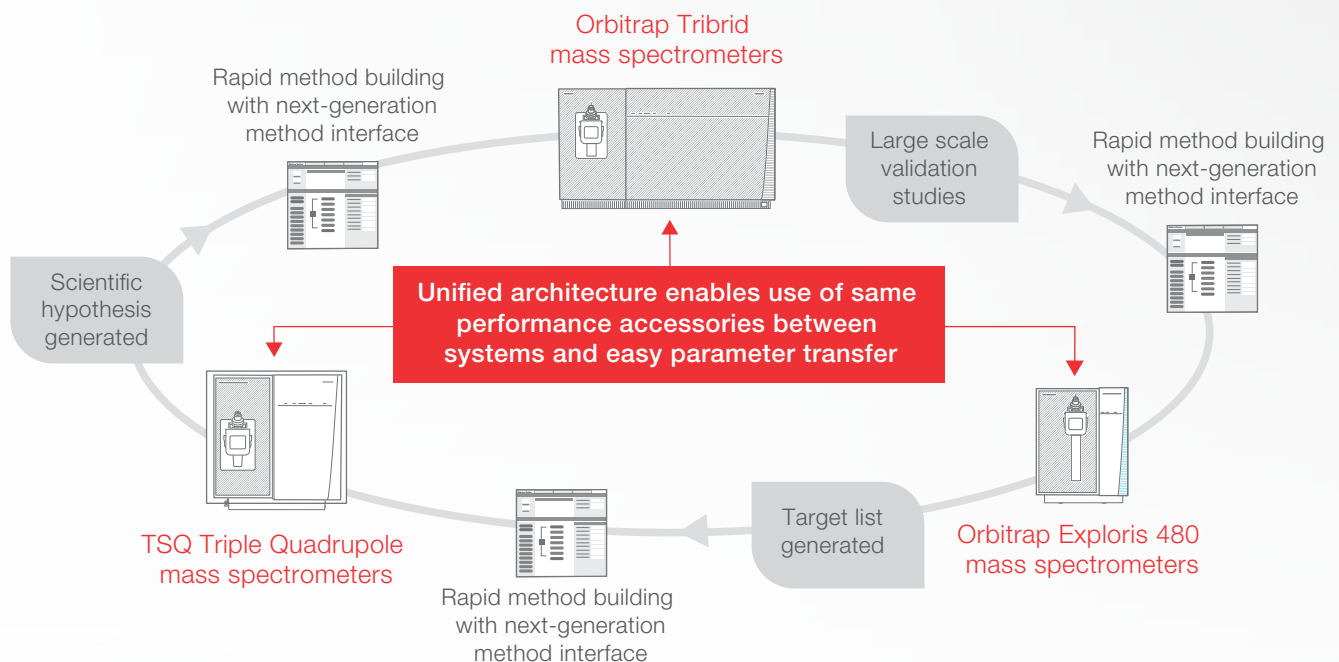 Orbitrap Tribrid
mass spectrometers
Rapid method building
with next-generation
method interface
Large scale
validation
studies
Rapid method building
with next-generation
method interface
Scientific
hypothesis
generated
Unified architecture enables use of same
performance accessories between
systems and easy parameter transfer
TSQ Triple Quadrupole
mass spectrometers
Rapid method building
with next-generation
method interface
Target list
generated
Orbitrap Exploris 480
mass spectrometers